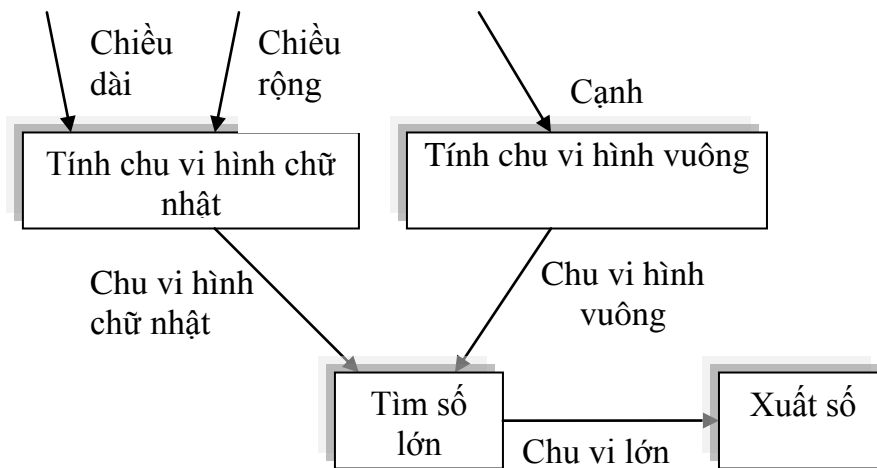 Chiều
dài
Chiều
rộng
Cạnh
Tính chu vi hình chữ
nhật
Tính chu vi hình vuông
Chu vi hình
chữ nhật
Chu vi hình
vuông
Tìm số
lớn
Chu vi lớn
Xuất số